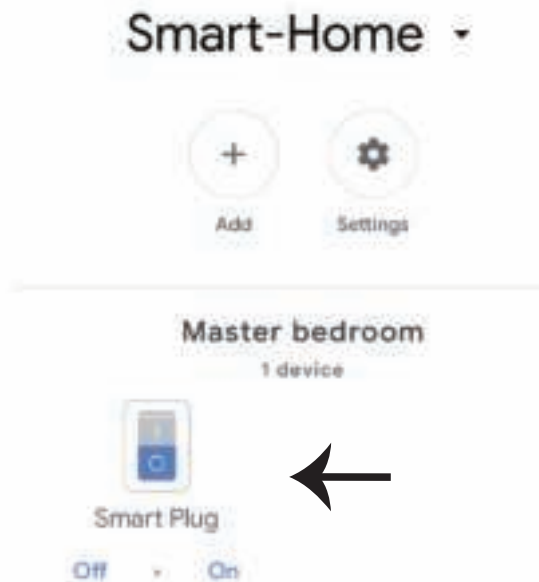 Smart-Home
Add Settings
Master bedroom
1 device
Smart Plug
Off • On